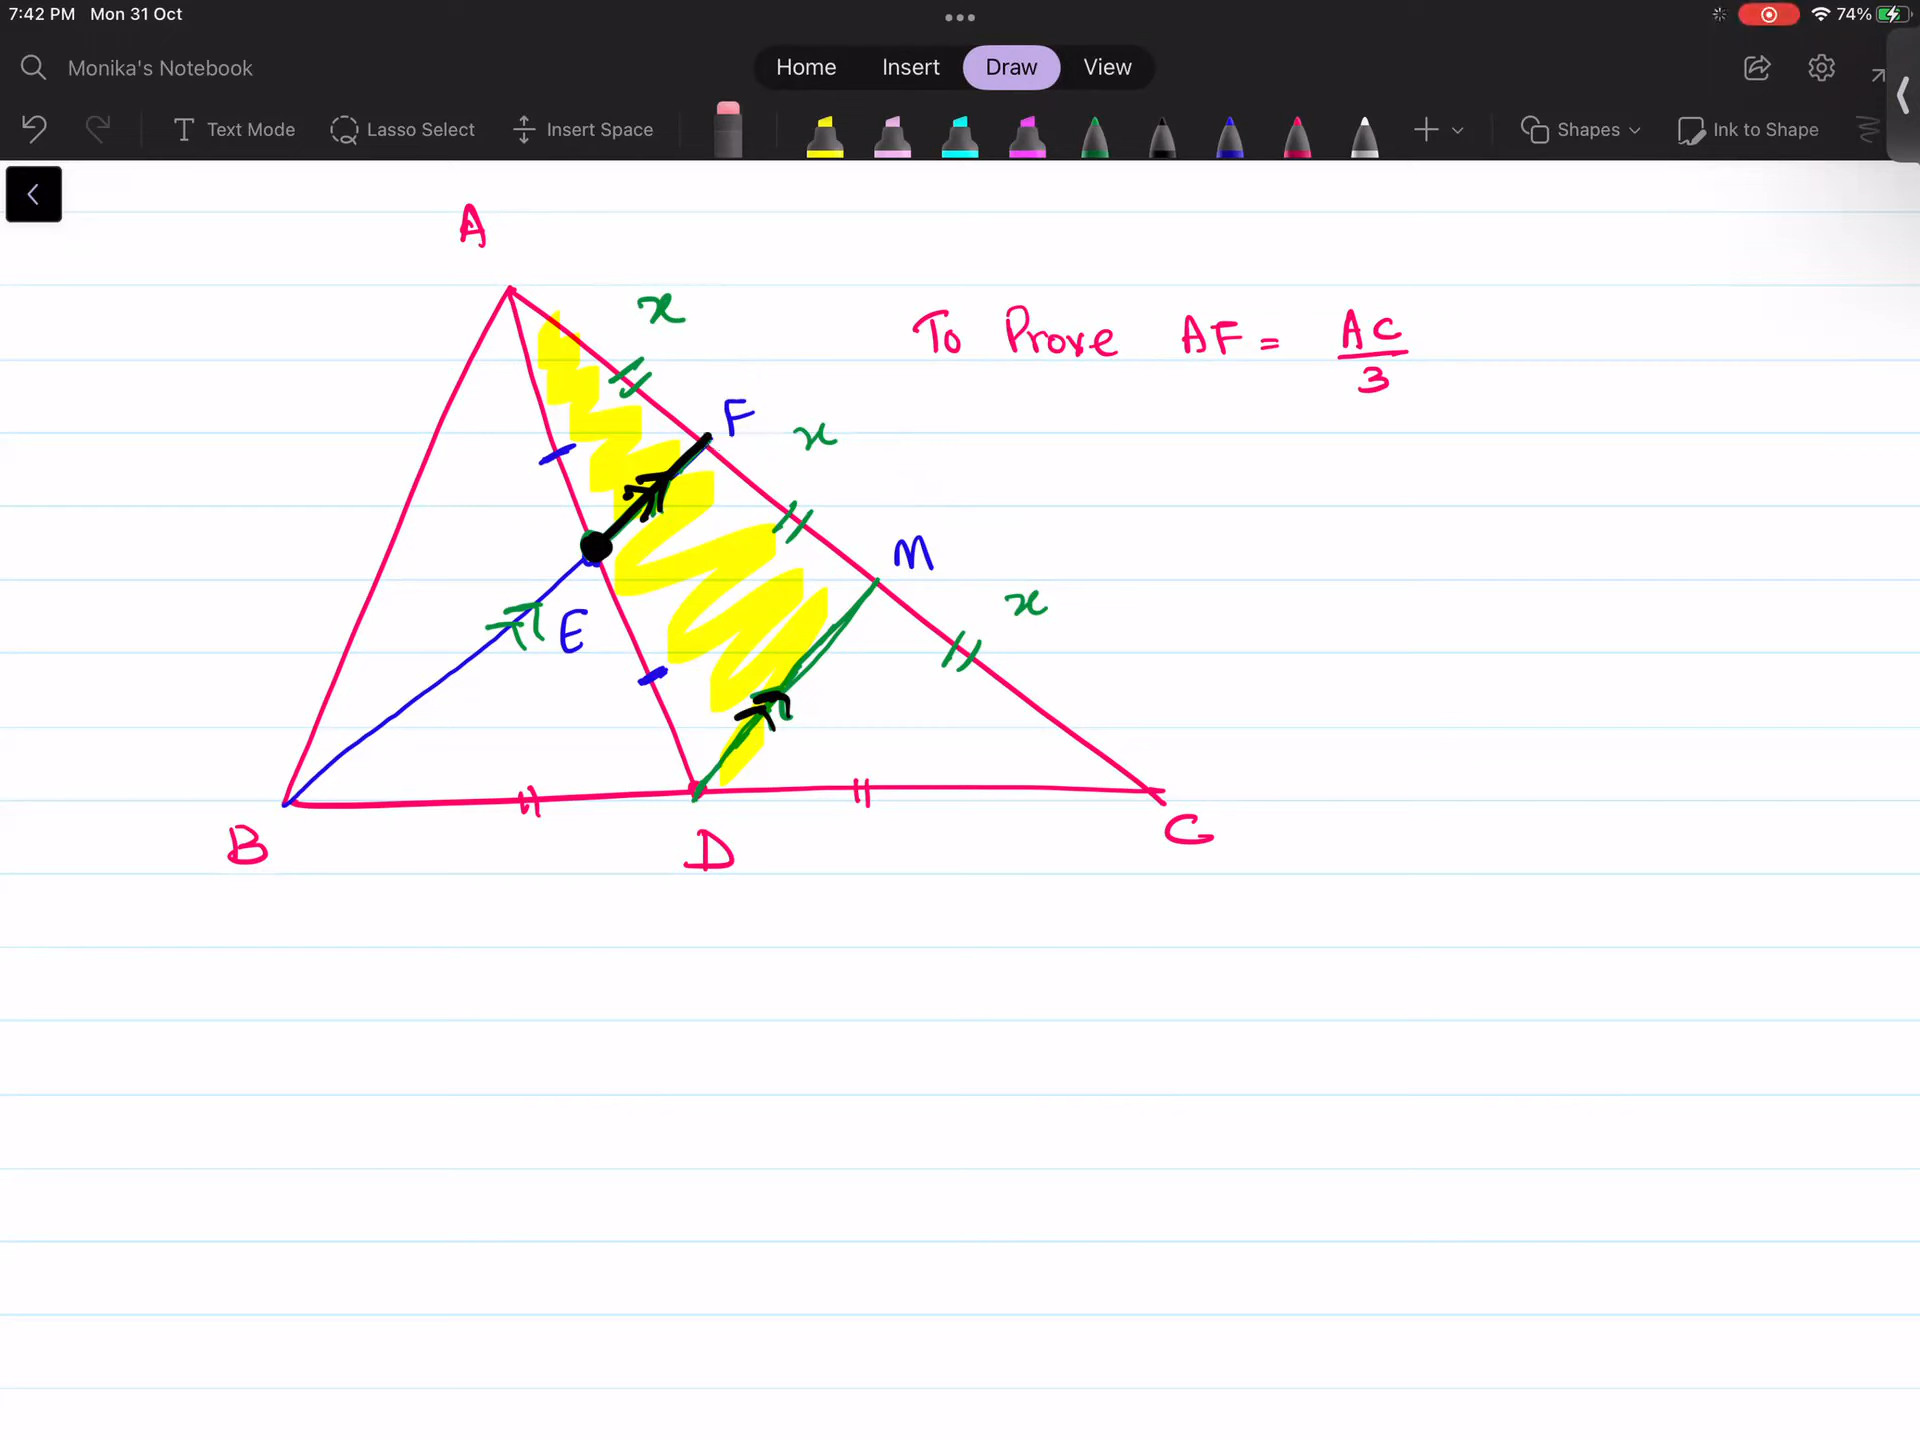 7:42 PM Mon 31 Oct
74%
Monika's Notebook
Home Insert Draw View
Text Mode Lasso Select Insert Space
Shapes Ink to Shape
A
x
To Prove AF = AC/3
F
x
M
E
x
B
D
C